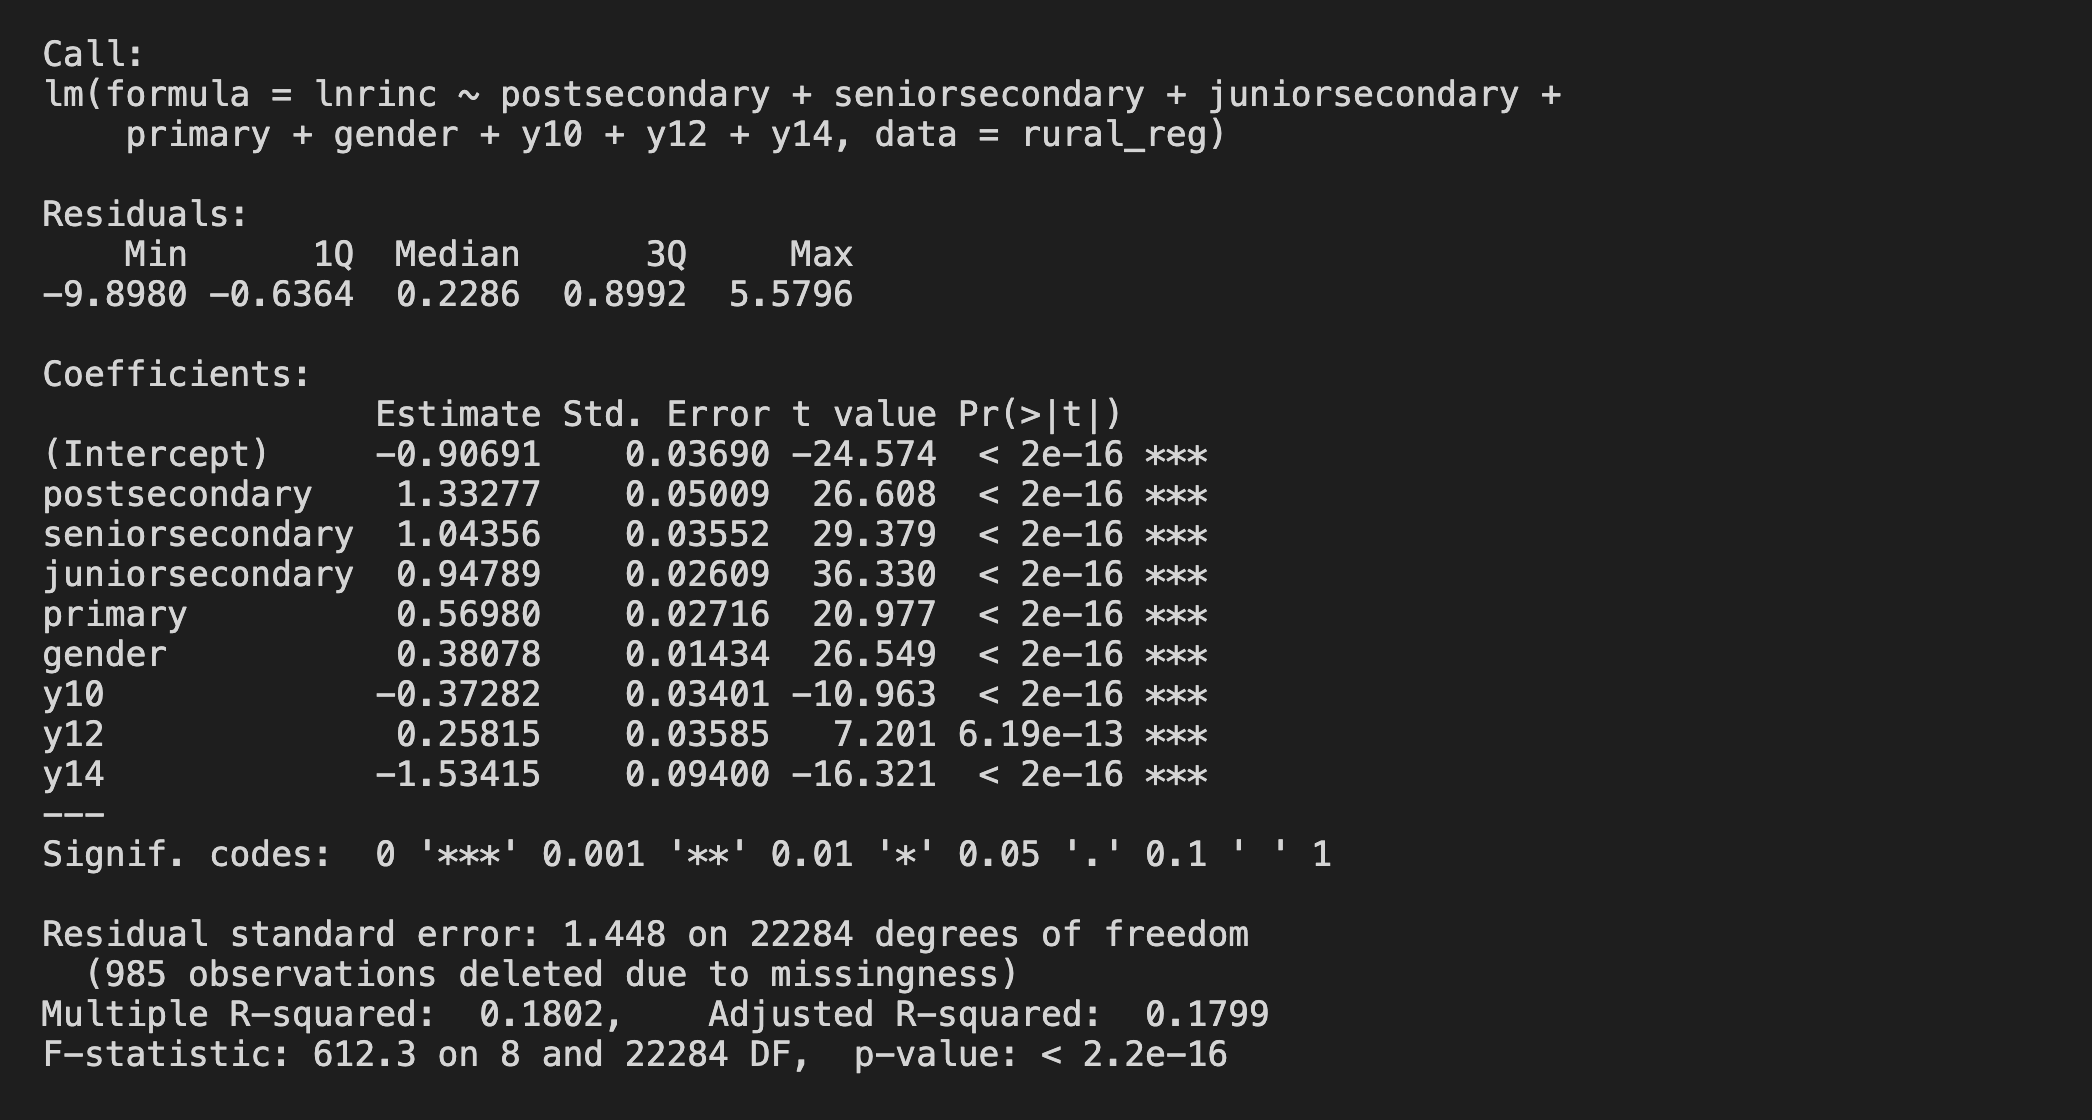 Call:
lm(formula = lnrinc ~ postsecondary + seniorsecondary + juniorsecondary +
    primary + gender + y10 + y12 + y14, data = rural_reg)

Residuals:
    Min      1Q  Median      3Q     Max
-9.8980 -0.6364  0.2286  0.8992  5.5796

Coefficients:
                Estimate Std. Error t value Pr(>|t|)
(Intercept)     -0.90691    0.03690 -24.574  < 2e-16 ***
postsecondary    1.33277    0.05009  26.608  < 2e-16 ***
seniorsecondary  1.04356    0.03552  29.379  < 2e-16 ***
juniorsecondary  0.94789    0.02609  36.330  < 2e-16 ***
primary          0.56980    0.02716  20.977  < 2e-16 ***
gender           0.38078    0.01434  26.549  < 2e-16 ***
y10             -0.37282    0.03401 -10.963  < 2e-16 ***
y12              0.25815    0.03585   7.201 6.19e-13 ***
y14             -1.53415    0.09400 -16.321  < 2e-16 ***
---
Signif. codes:  0 '***' 0.001 '**' 0.01 '*' 0.05 '.' 0.1 ' ' 1

Residual standard error: 1.448 on 22284 degrees of freedom
  (985 observations deleted due to missingness)
Multiple R-squared:  0.1802,    Adjusted R-squared:  0.1799
F-statistic: 612.3 on 8 and 22284 DF,  p-value: < 2.2e-16